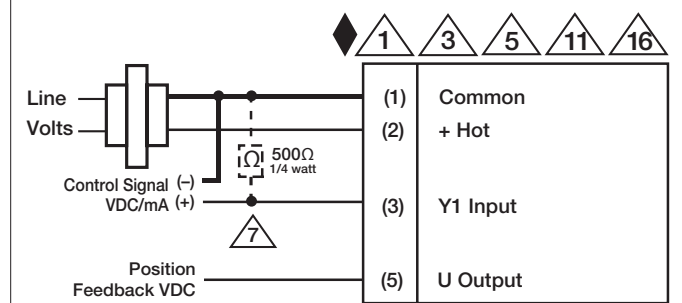 1 3 5 11 16
Line
Volts
(1) Common
(2) + Hot
Ω 500Ω
1/4 watt
Control Signal (–)
VDC/mA (+)
(3) Y1 Input
7
Position
Feedback VDC
(5) U Output